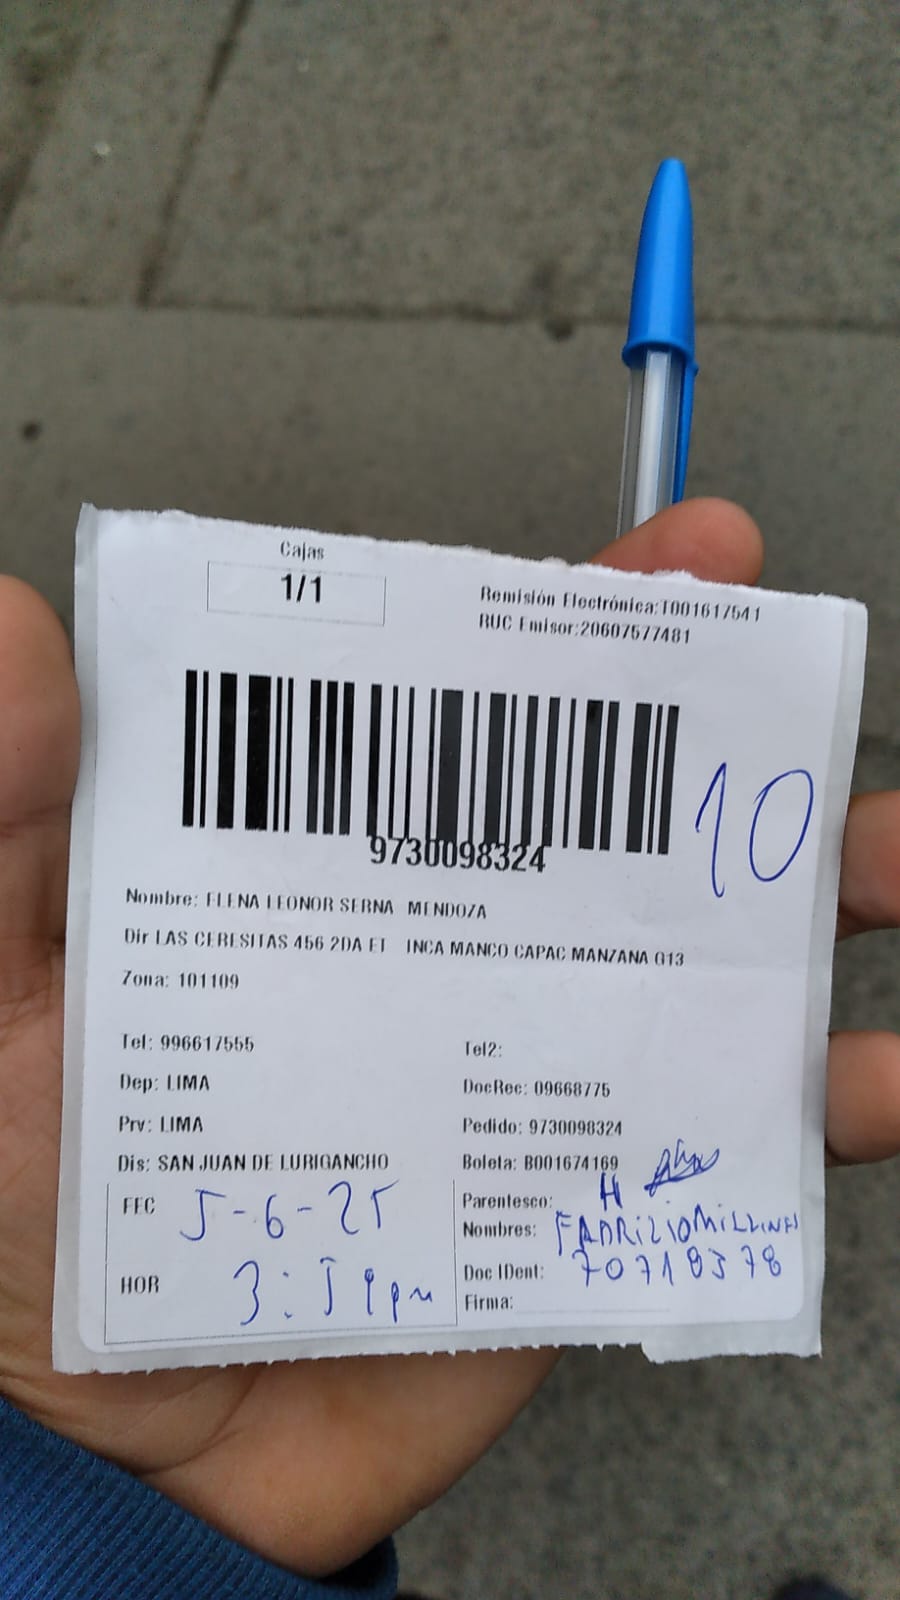 Cajas
1/1
Remisión Electrónica:T001617541
RUC Emisor:20607577481
10
9730098324
Nombre: ELENA LEONOR SERNA MENDOZA
Dir LAS CERESITAS 456 2DA ET INCA MANCO CAPAC MANZANA G13
Zona: 101109
Tel: 996617555
Tel2:
Dep: LIMA
DocRec: 09668775
Prv: LIMA
Pedido: 9730098324
Dis: SAN JUAN DE LURIGANCHO
Boleta: B001674169
FEC 5-6-25
Parentesco: H
Nombres: FABRIZIO
HOR 3:59pm
Doc IDent:
Firma: